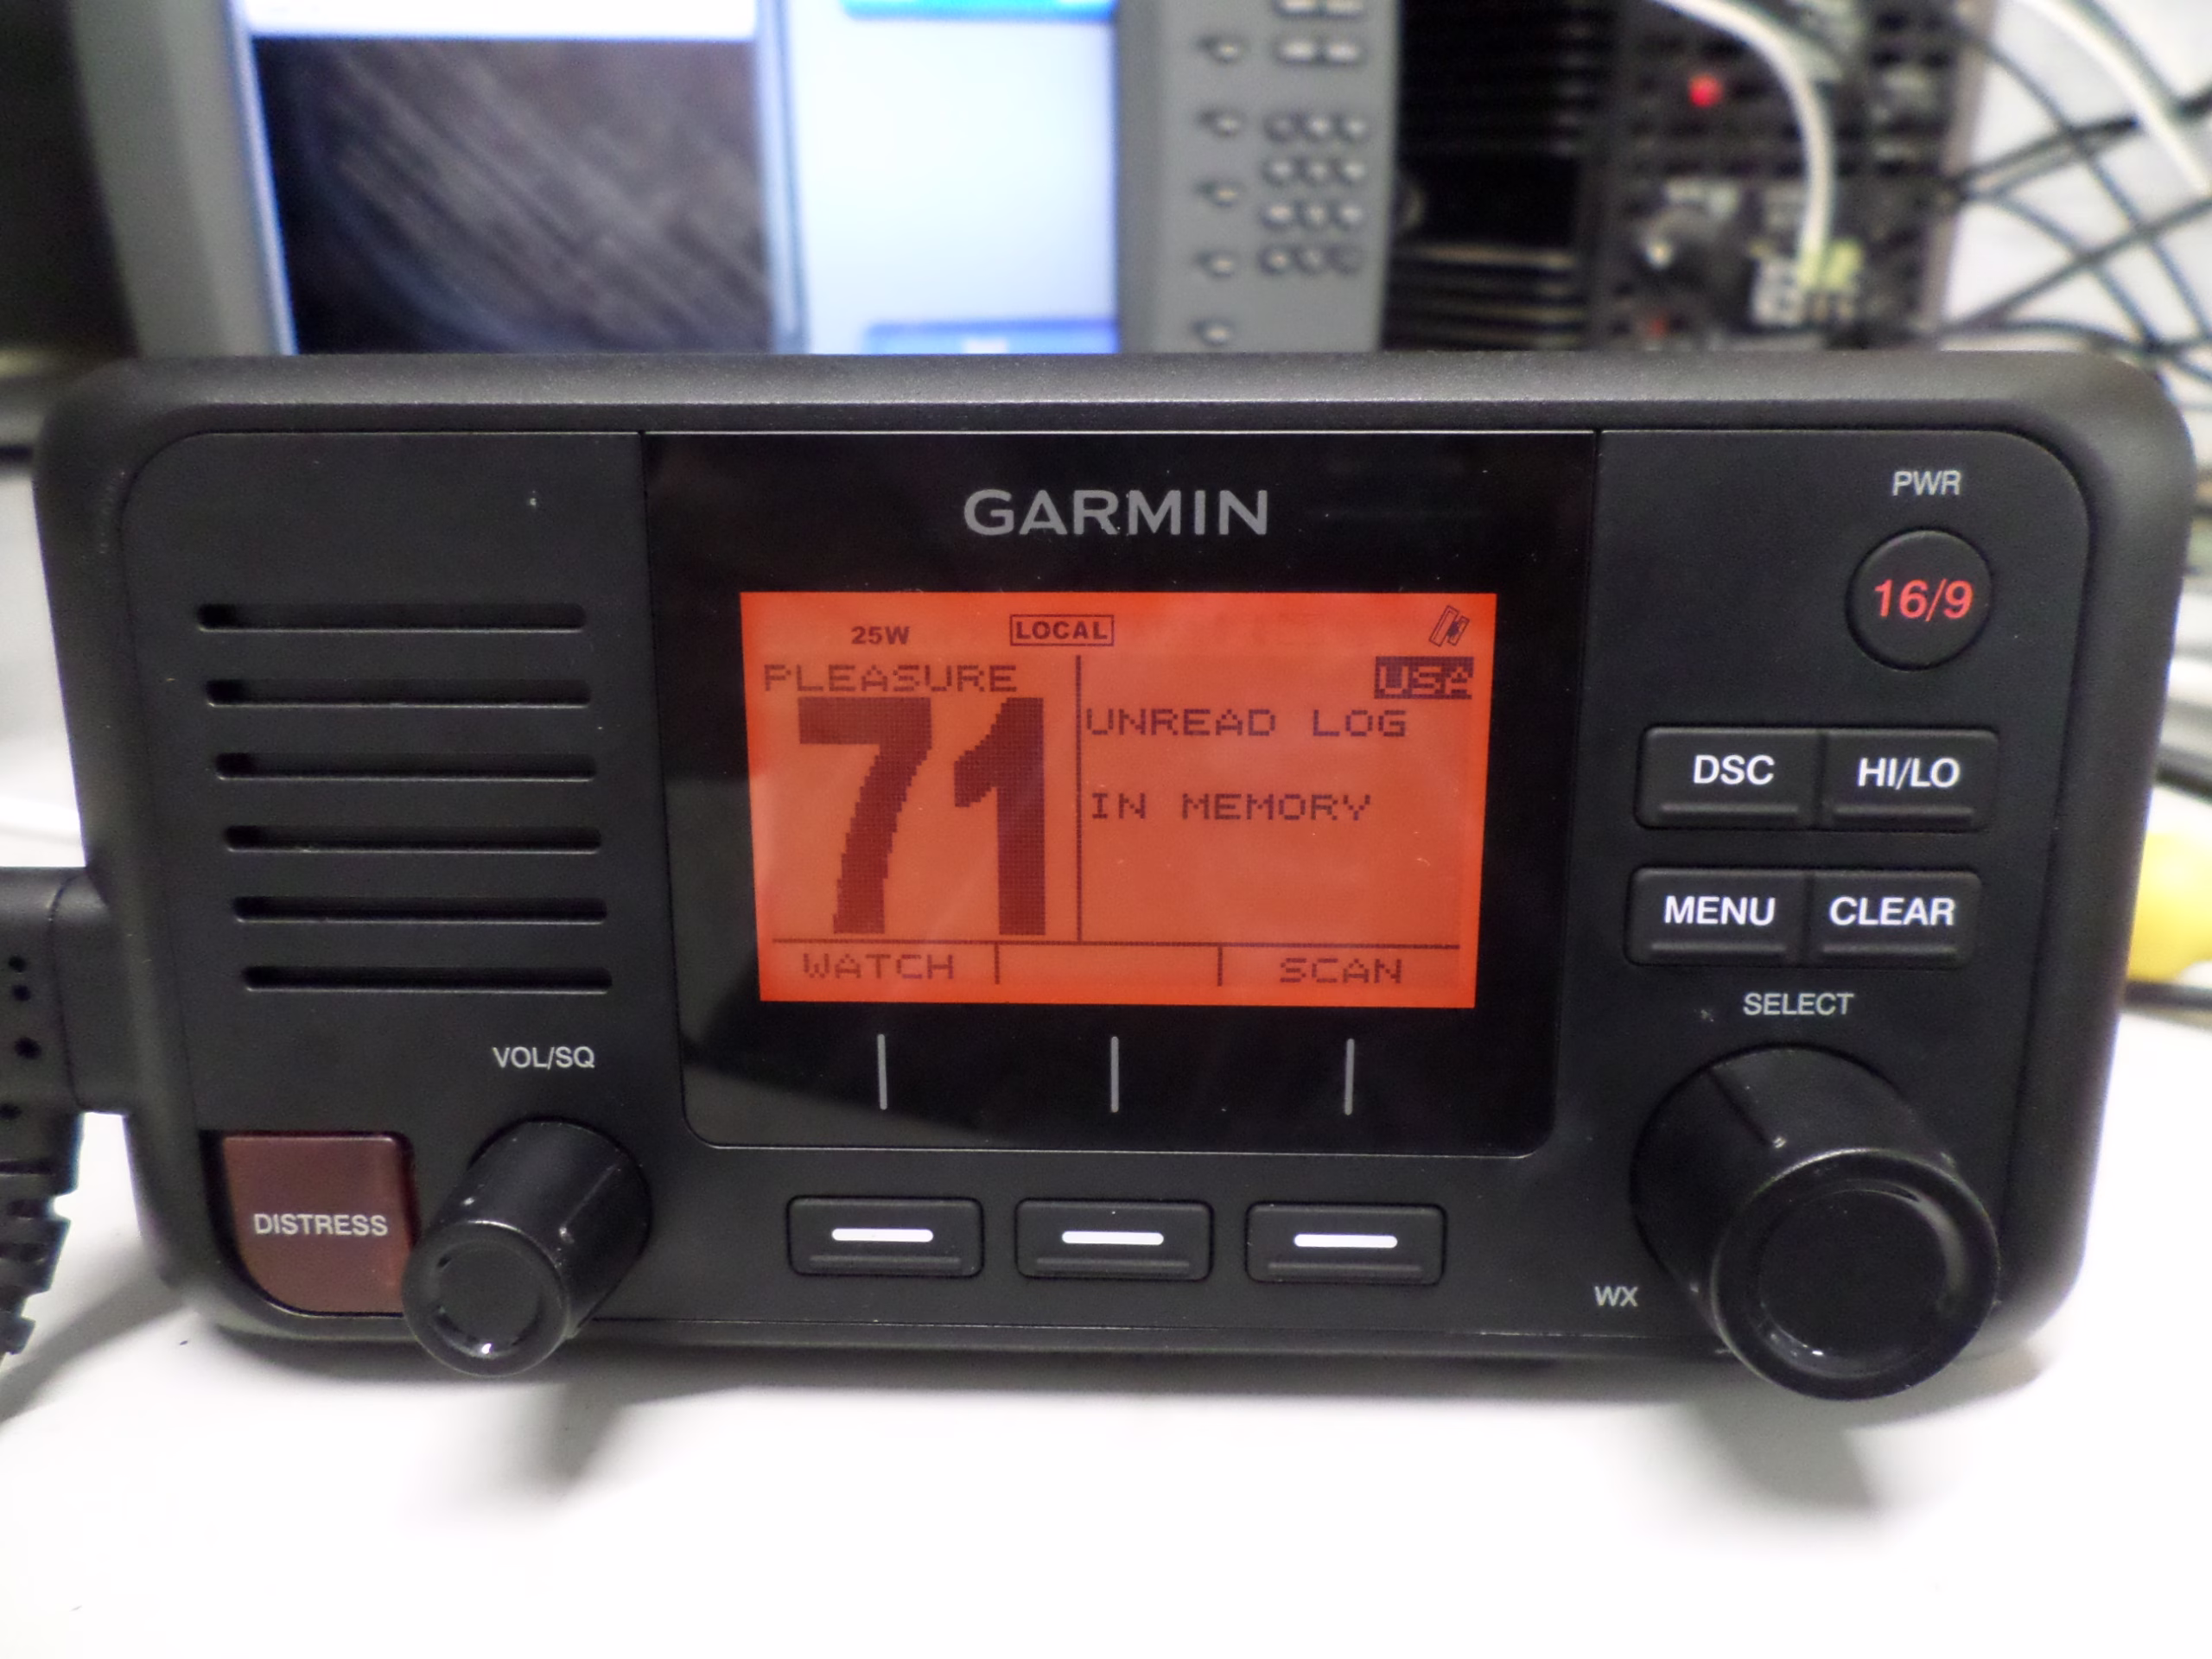 GARMIN
PWR
16/9
25W LOCAL
PLEASURE USA
71
UNREAD LOG
IN MEMORY
WATCH SCAN
DSC HI/LO
MENU CLEAR
SELECT
VOL/SQ
DISTRESS
WX